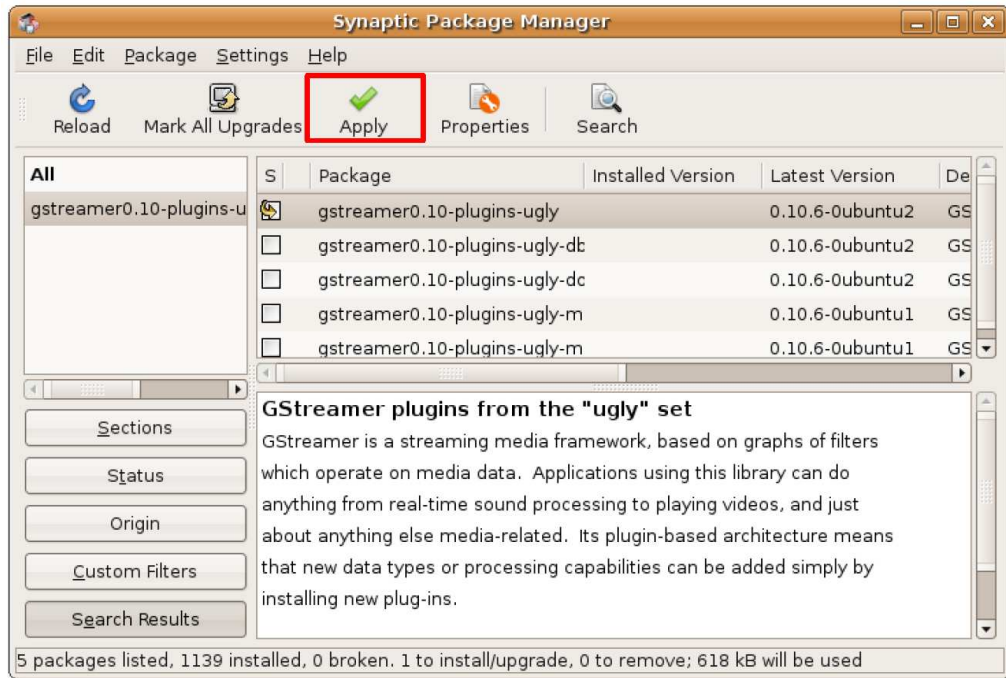 Synaptic Package Manager
File Edit Package Settings Help
Reload Mark All Upgrades Apply Properties Search
All
gstreamer0.10-plugins-u
S Package Installed Version Latest Version De
gstreamer0.10-plugins-ugly 0.10.6-0ubuntu2 GS
gstreamer0.10-plugins-ugly-db 0.10.6-0ubuntu2 GS
gstreamer0.10-plugins-ugly-dc 0.10.6-0ubuntu2 GS
gstreamer0.10-plugins-ugly-m 0.10.6-0ubuntu1 GS
gstreamer0.10-plugins-ugly-m 0.10.6-0ubuntu1 GS
Sections
Status
Origin
Custom Filters
Search Results
GStreamer plugins from the "ugly" set
GStreamer is a streaming media framework, based on graphs of filters
which operate on media data. Applications using this library can do
anything from real-time sound processing to playing videos, and just
about anything else media-related. Its plugin-based architecture means
that new data types or processing capabilities can be added simply by
installing new plug-ins.
5 packages listed, 1139 installed, 0 broken. 1 to install/upgrade, 0 to remove; 618 kB will be used